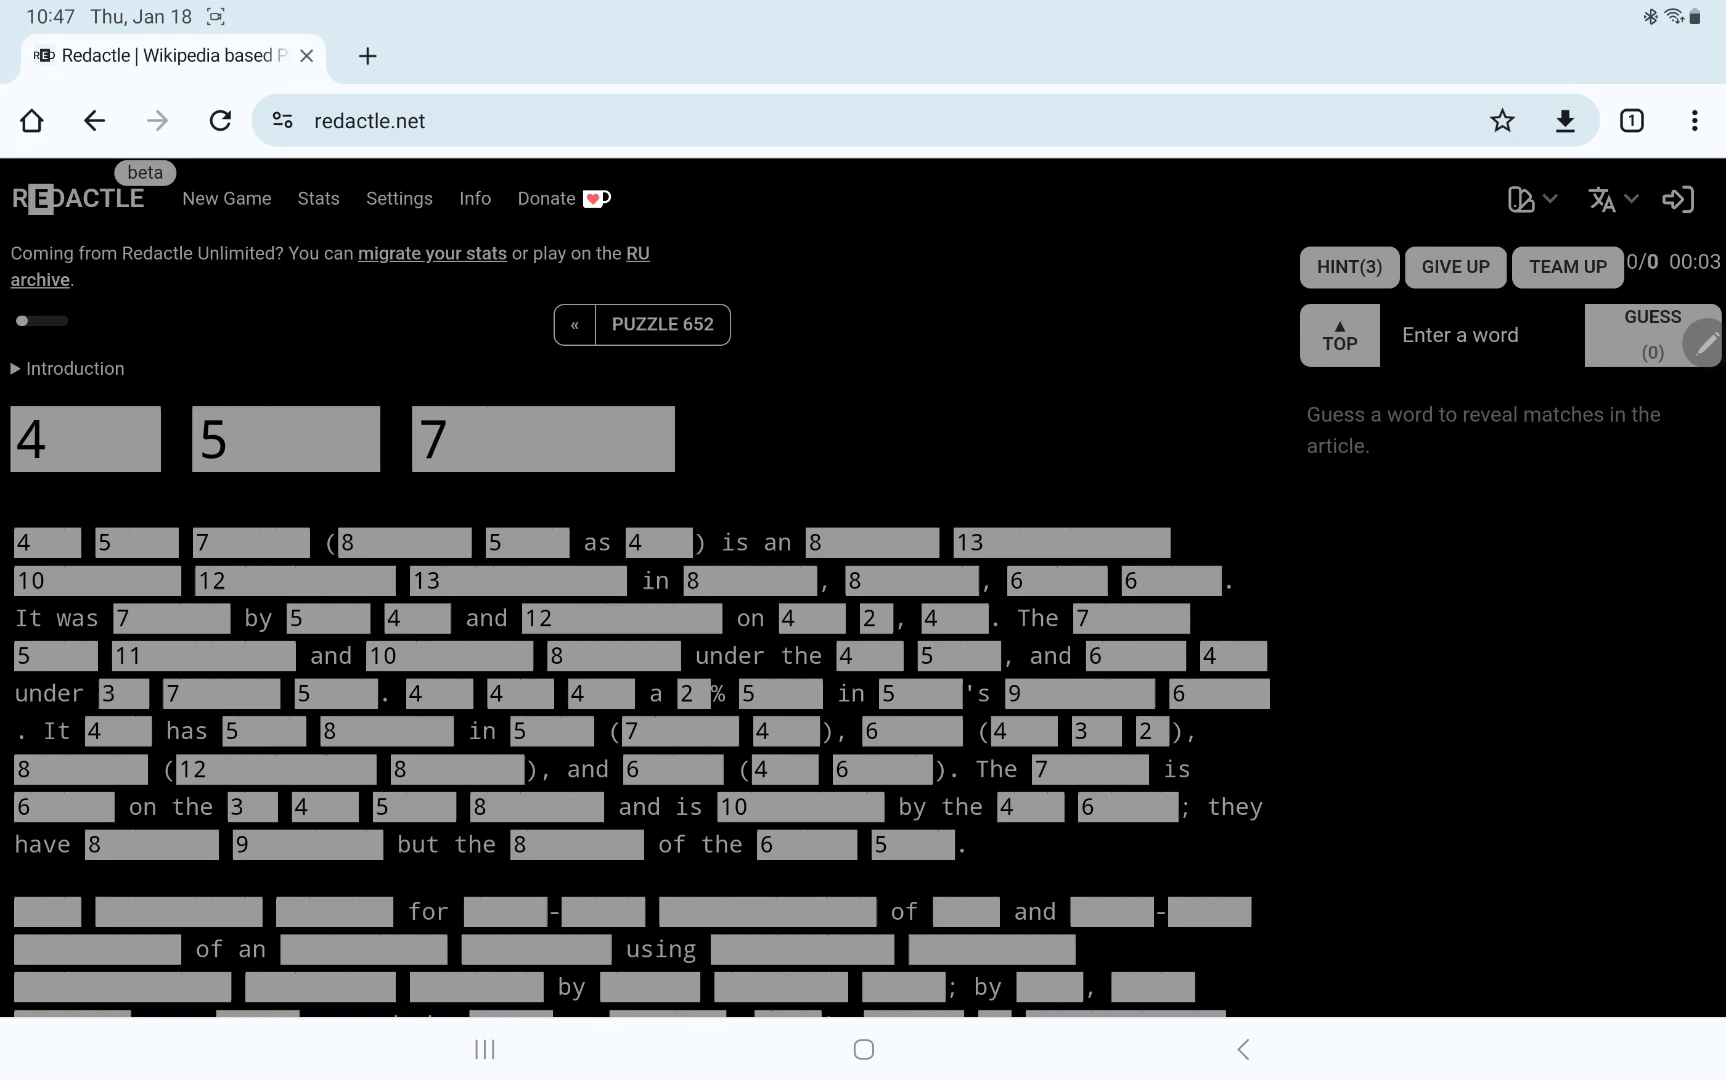 10:47 Thu, Jan 18
RED Redactle | Wikipedia based P
redactle.net
1
beta
REDACTLE New Game Stats Settings Info Donate
Coming from Redactle Unlimited? You can migrate your stats or play on the RU
archive.
HINT(3) GIVE UP TEAM UP 0/0 00:03
« PUZZLE 652
▲
TOP Enter a word GUESS
(0)
▶ Introduction
Guess a word to reveal matches in the
article.
4 5 7
4 5 7 (8 5 as 4) is an 8 13
10 12 13 in 8, 8, 6 6.
It was 7 by 5 4 and 12 on 4 2, 4. The 7
5 11 and 10 8 under the 4 5, and 6 4
under 3 7 5. 4 4 4 a 2% 5 in 5's 9 6
. It 4 has 5 8 in 5 (7 4), 6 (4 3 2),
8 (12 8), and 6 (4 6). The 7 is
6 on the 3 4 5 8 and is 10 by the 4 6; they
have 8 9 but the 8 of the 6 5.
for - of and -
of an using
by ; by ,